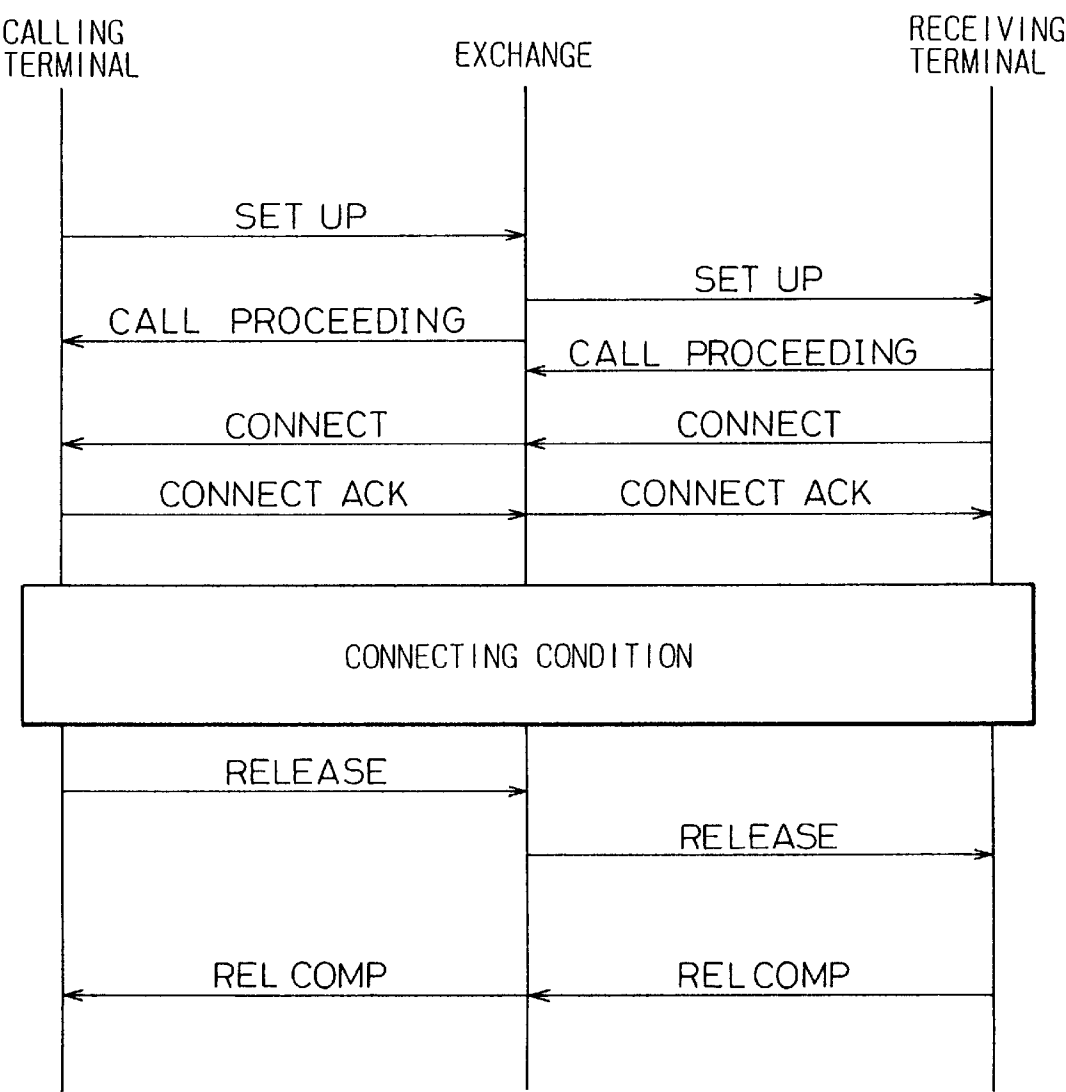 CALLING
TERMINAL
EXCHANGE
RECEIVING
TERMINAL
SET UP
SET UP
CALL PROCEEDING
CALL PROCEEDING
CONNECT
CONNECT
CONNECT ACK
CONNECT ACK
CONNECTING CONDITION
RELEASE
RELEASE
REL COMP
REL COMP